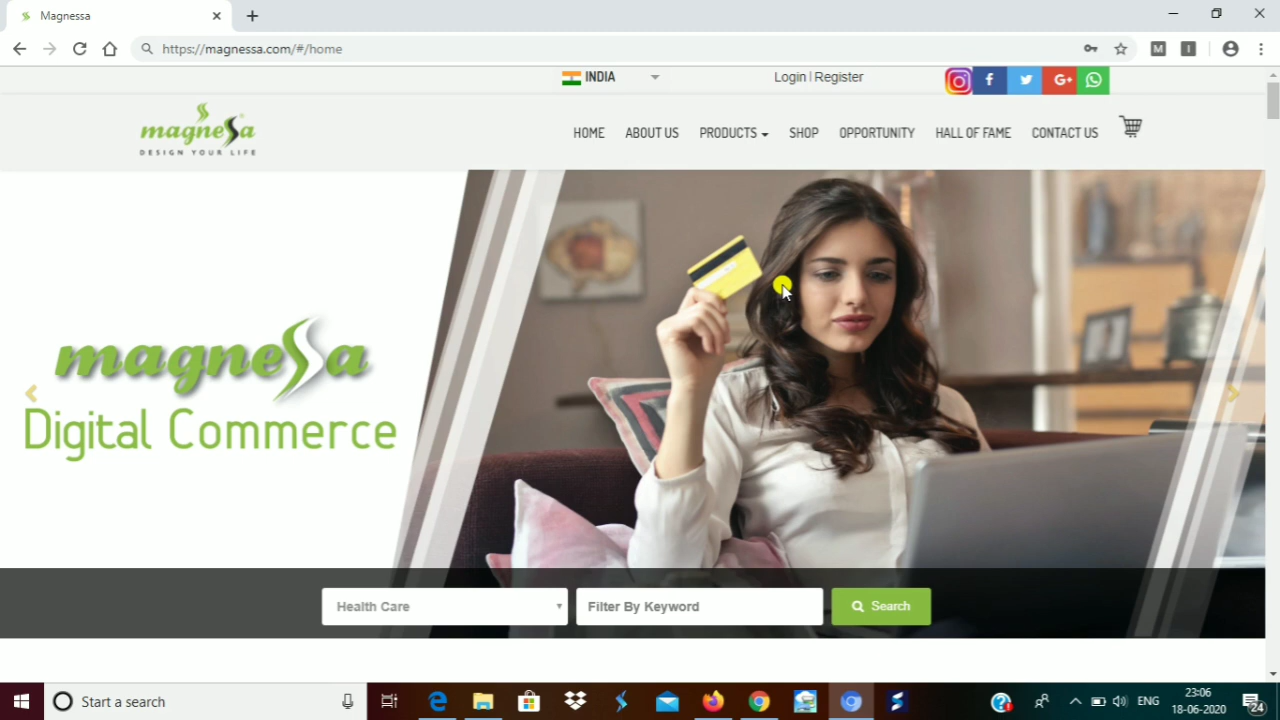 Magnessa
https://magnessa.com/#/home
M
I
INDIA
Login | Register
f
G+
magnessa
DESIGN YOUR LIFE
HOME
ABOUT US
PRODUCTS
SHOP
OPPORTUNITY
HALL OF FAME
CONTACT US
magnessa
Digital Commerce
Health Care
Filter By Keyword
Search
Start a search
ENG
23:06
18-06-2020
24